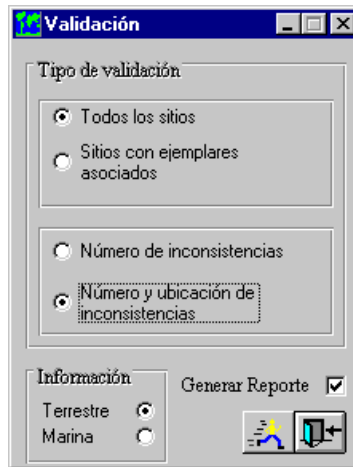 Validación
Tipo de validación
Todos los sitios
Sitios con ejemplares
asociados
Número de inconsistencias
Número y ubicación de
inconsistencias
Información
Terrestre
Marina
Generar Reporte